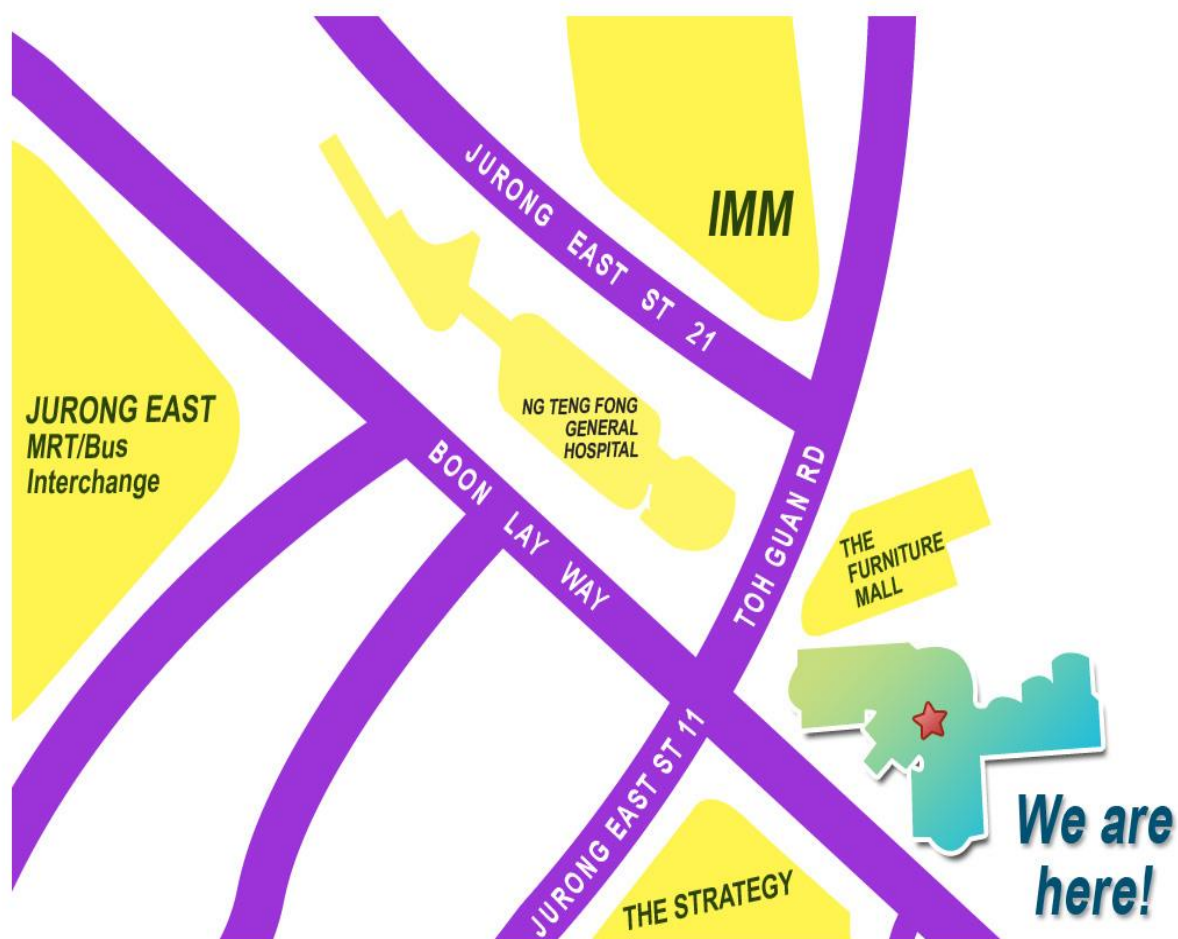 JURONG EAST ST 21
IMM
JURONG EAST
MRT/Bus
Interchange
NG TENG FONG
GENERAL
HOSPITAL
BOON LAY WAY
TOH GUAN RD
THE
FURNITURE
MALL
JURONG EAST ST 11
THE STRATEGY
We are
here!